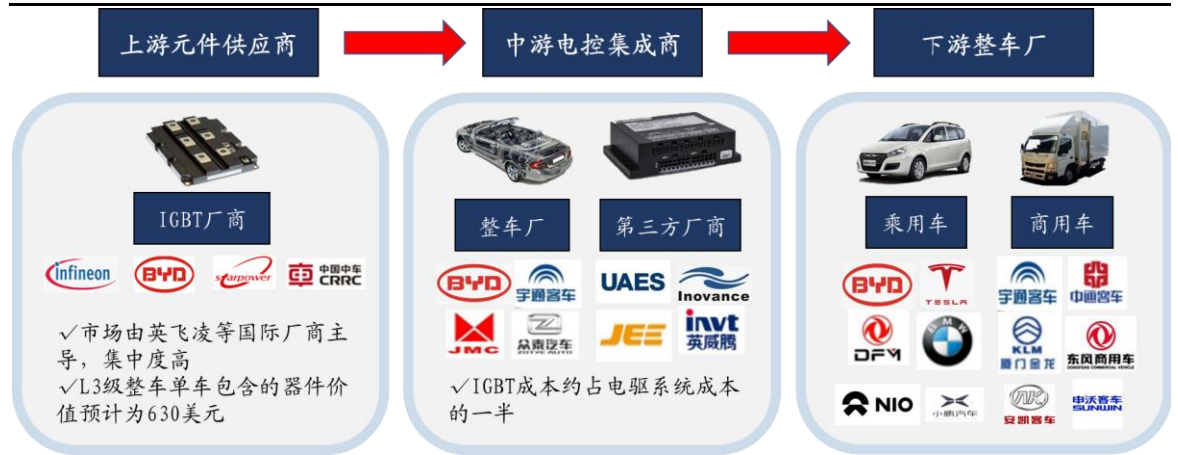 上游元件供应商
中游电控集成商
下游整车厂
IGBT厂商
infineon
BYD
starpower
中国中车
CRRC
✓市场由英飞凌等国际厂商主
导，集中度高
✓L3级整车单车包含的器件价
值预计为630美元
整车厂
第三方厂商
BYD
宇通客车
UAES
Inovance
JMC
众泰汽车
ZOTYE AUTO
JEE
invt
英威腾
✓IGBT成本约占电驱系统成本
的一半
乘用车
商用车
BYD
TESLA
宇通客车
中通客车
DFM
BMW
KLM
厦门金龙
东风商用车
DONGFENG COMMERCIAL VEHICLE
NIO
小鹏汽车
AK
安凯客车
申沃客车
SUNWIN